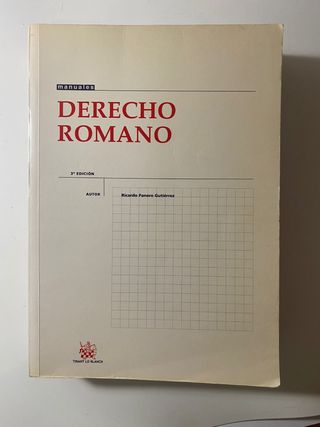 manuales
DERECHO
ROMANO
3ª EDICIÓN
AUTOR
Ricardo Panero Gutiérrez
TIRANT LO BLANCH